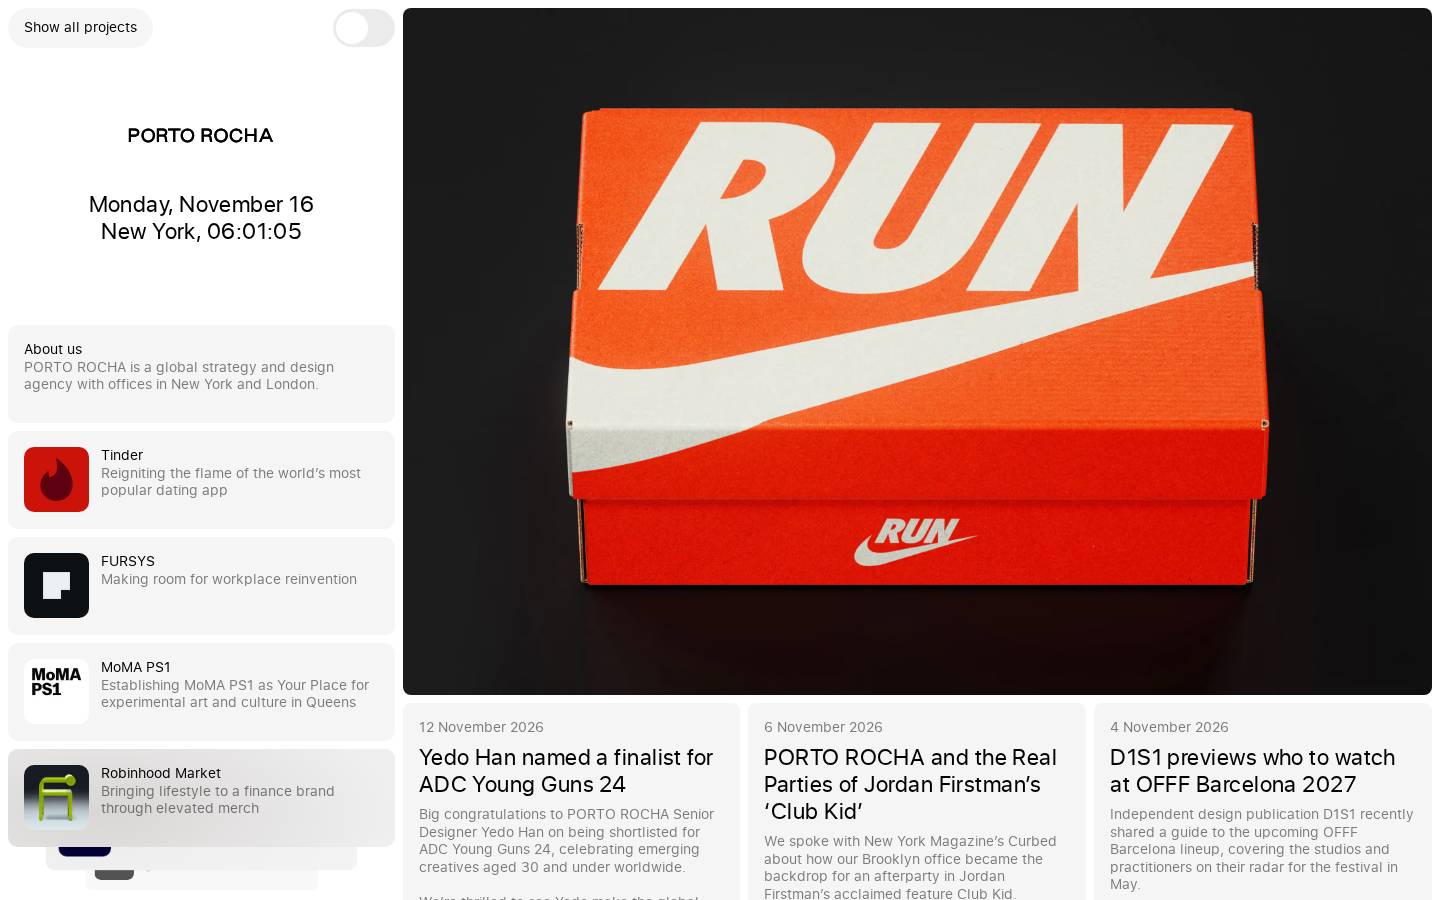 Show all projects
PORTO ROCHA
Monday, November 16
New York, 06:01:05
About us
PORTO ROCHA is a global strategy and design
agency with offices in New York and London.
Tinder
Reigniting the flame of the world’s most
popular dating app
FURSYS
Making room for workplace reinvention
MoMA
PS1
MoMA PS1
Establishing MoMA PS1 as Your Place for
experimental art and culture in Queens
Robinhood Market
Bringing lifestyle to a finance brand
through elevated merch
RUN
RUN
12 November 2026
Yedo Han named a finalist for
ADC Young Guns 24
Big congratulations to PORTO ROCHA Senior
Designer Yedo Han on being shortlisted for
ADC Young Guns 24, celebrating emerging
creatives aged 30 and under worldwide.
We’re thrilled to see Yedo make the global
6 November 2026
PORTO ROCHA and the Real
Parties of Jordan Firstman’s
‘Club Kid’
We spoke with New York Magazine’s Curbed
about how our Brooklyn office became the
backdrop for an afterparty in Jordan
Firstman’s acclaimed feature Club Kid.
4 November 2026
D1S1 previews who to watch
at OFFF Barcelona 2027
Independent design publication D1S1 recently
shared a guide to the upcoming OFFF
Barcelona lineup, covering the studios and
practitioners on their radar for the festival in
May.